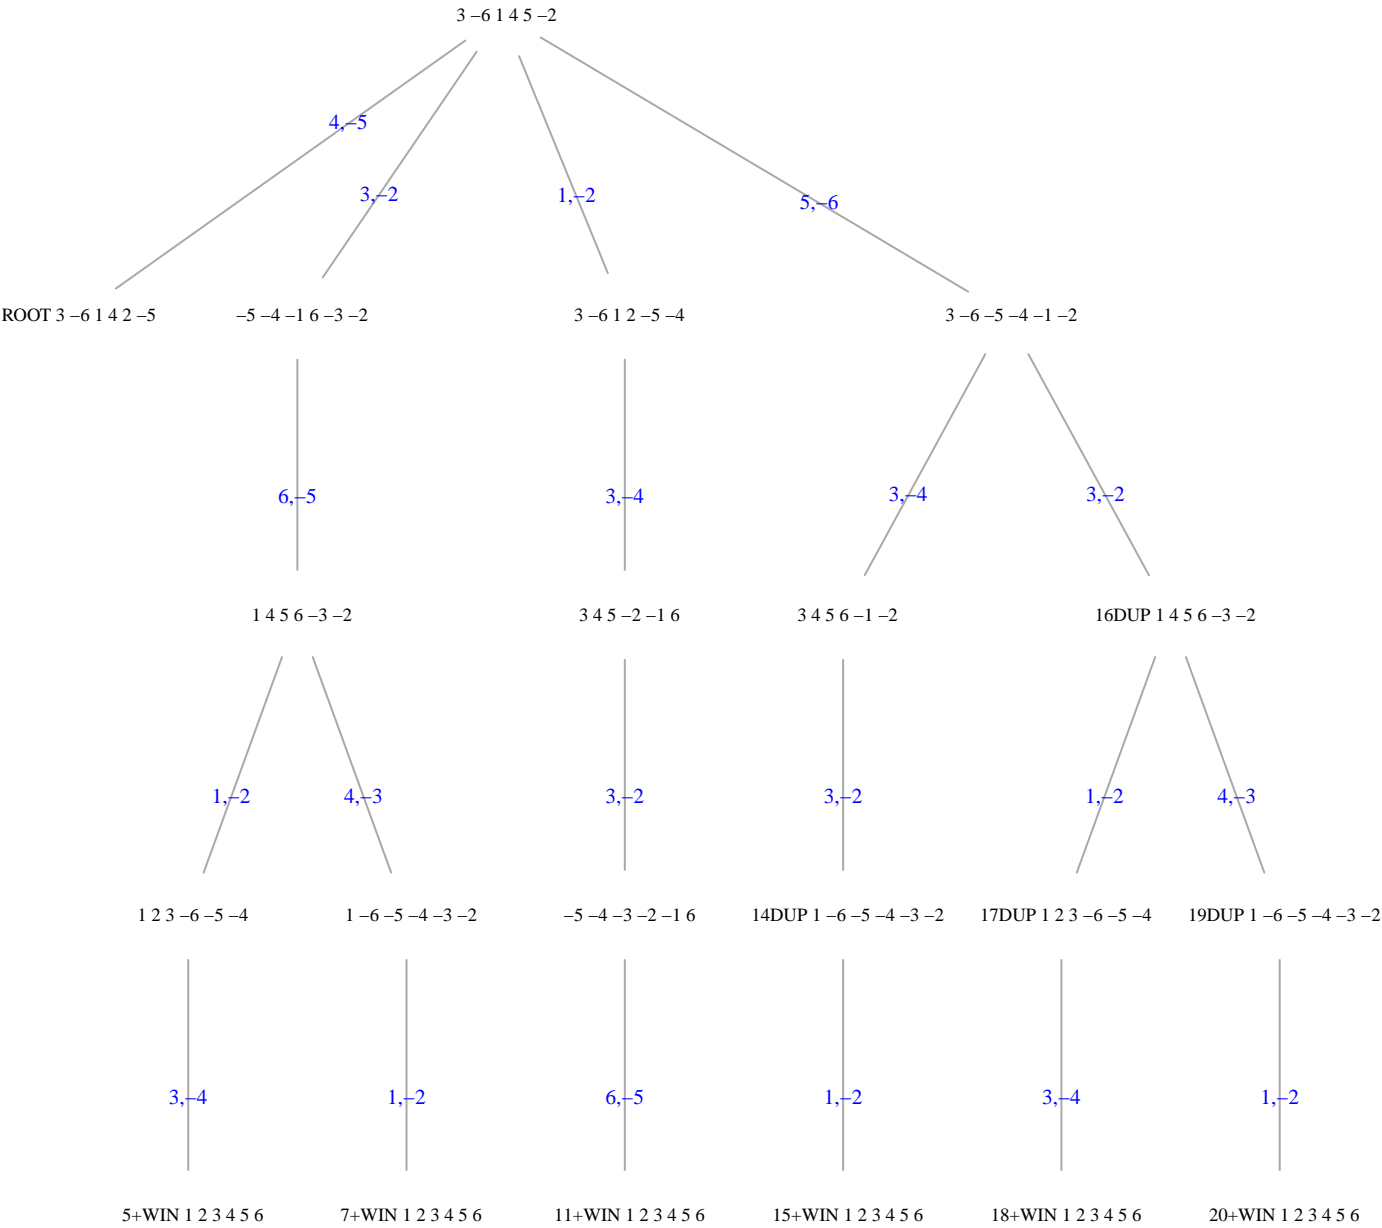 3 –6 1 4 5 –2
4,–5
3,–2
1,–2
5,–6
ROOT 3 –6 1 4 2 –5
–5 –4 –1 6 –3 –2
3 –6 1 2 –5 –4
3 –6 –5 –4 –1 –2
6,–5
3,–4
3,–4
3,–2
1 4 5 6 –3 –2
3 4 5 –2 –1 6
3 4 5 6 –1 –2
16DUP 1 4 5 6 –3 –2
1,–2
4,–3
3,–2
3,–2
1,–2
4,–3
1 2 3 –6 –5 –4
1 –6 –5 –4 –3 –2
–5 –4 –3 –2 –1 6
14DUP 1 –6 –5 –4 –3 –2
17DUP 1 2 3 –6 –5 –4
19DUP 1 –6 –5 –4 –3 –2
3,–4
1,–2
6,–5
1,–2
3,–4
1,–2
5+WIN 1 2 3 4 5 6
7+WIN 1 2 3 4 5 6
11+WIN 1 2 3 4 5 6
15+WIN 1 2 3 4 5 6
18+WIN 1 2 3 4 5 6
20+WIN 1 2 3 4 5 6